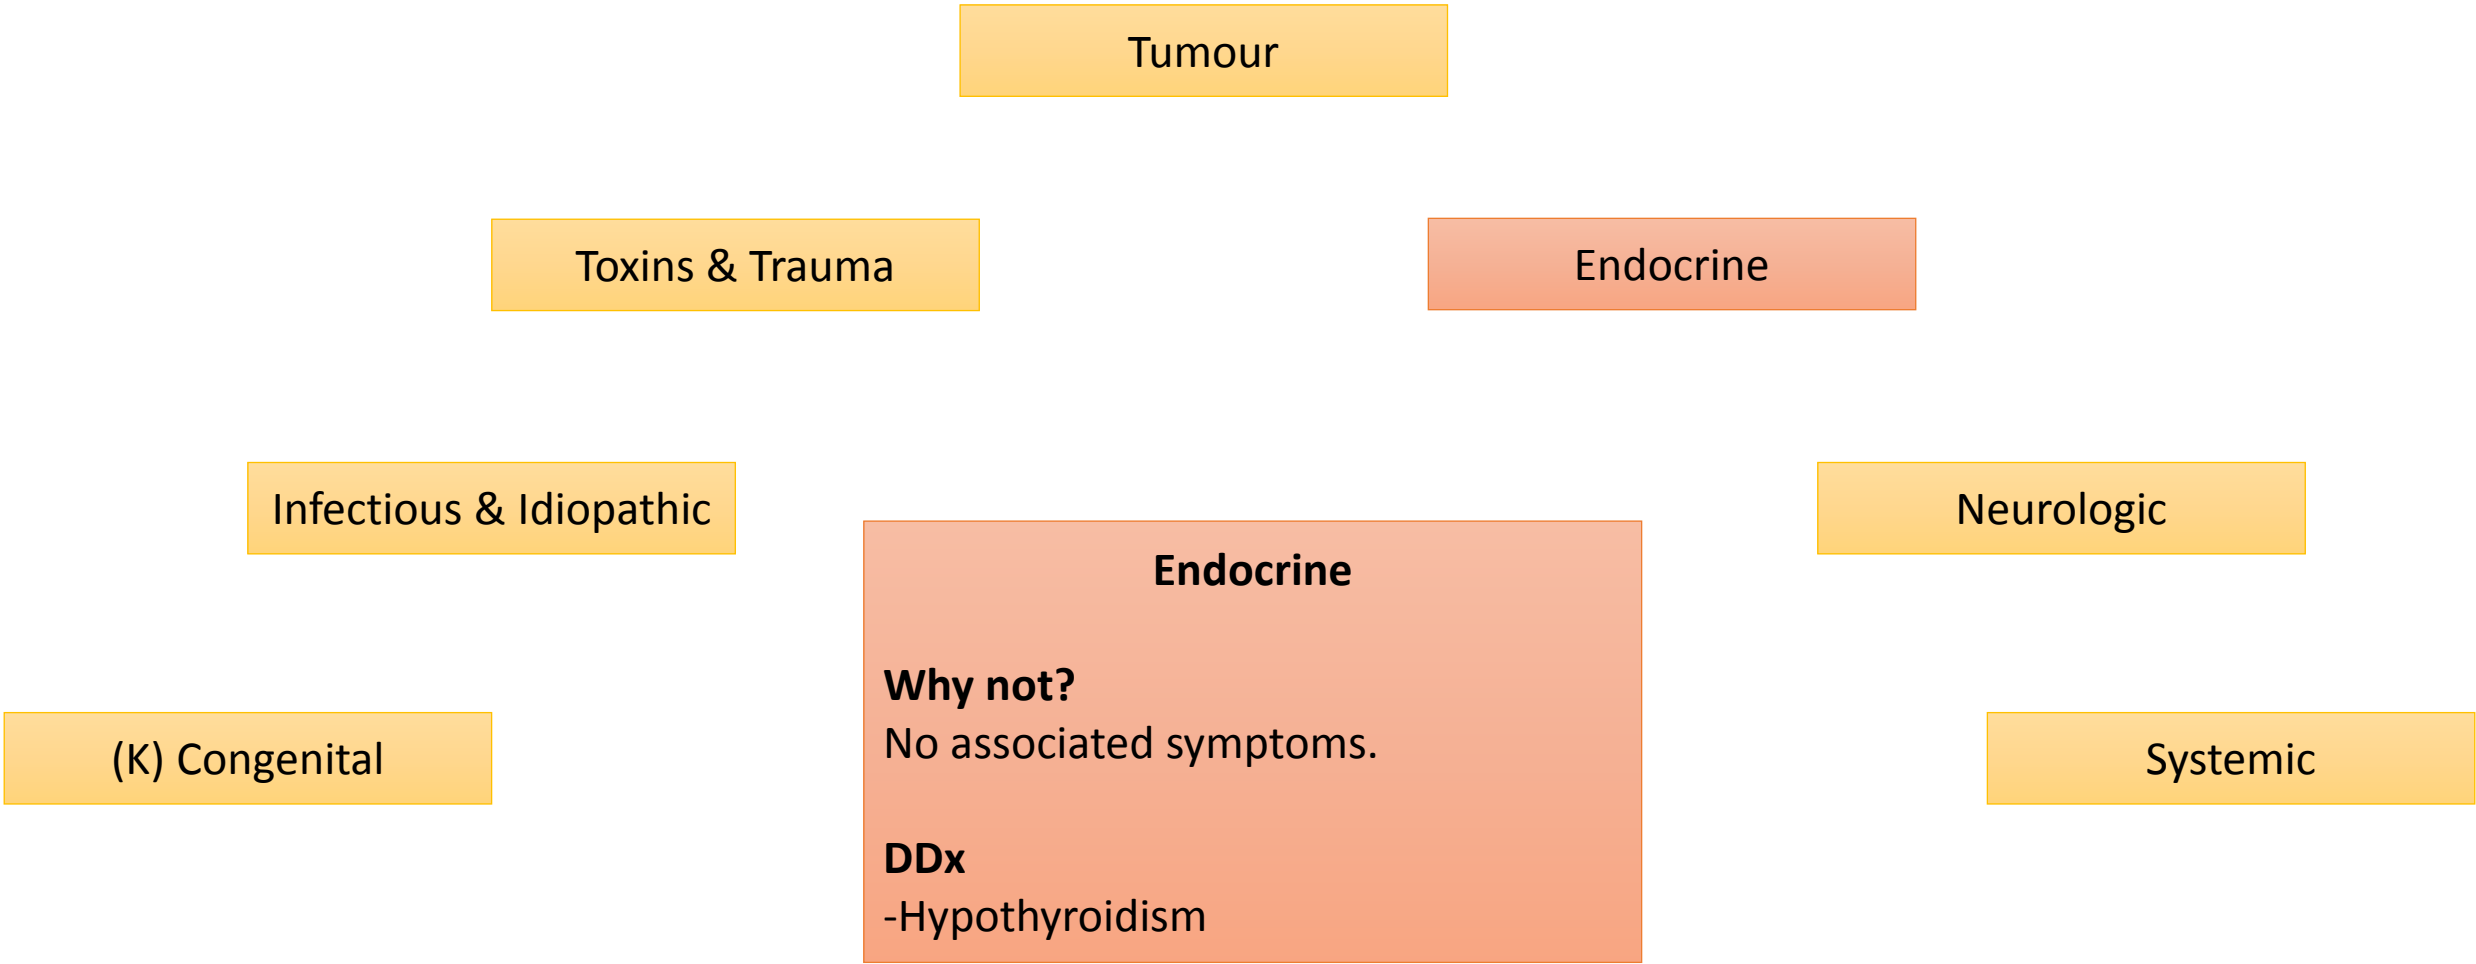 Tumour
Toxins & Trauma
Endocrine
Infectious & Idiopathic
Neurologic
Endocrine
Why not?
No associated symptoms.
DDx
-Hypothyroidism
(K) Congenital
Systemic